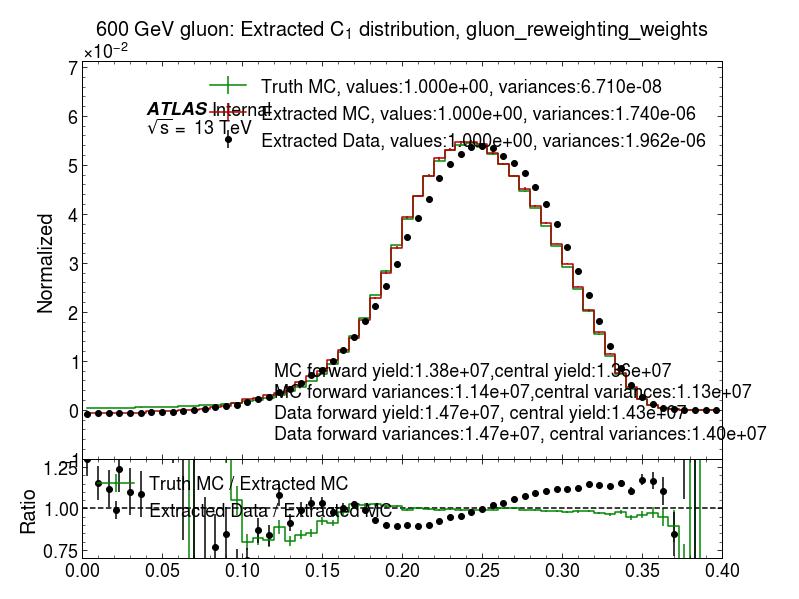 600 GeV gluon: Extracted C₁ distribution, gluon_reweighting_weights
×10⁻²
7
6
5
4
3
2
1
0
1
Normalized
ATLAS Internal
√s = 13 TeV
Truth MC, values:1.000e+00, variances:6.710e-08
Extracted MC, values:1.000e+00, variances:1.740e-06
Extracted Data, values:1.000e+00, variances:1.962e-06
MC forward yield:1.38e+07,central yield:1.35e+07
MC forward variances:1.14e+07,central variances:1.13e+07
Data forward yield:1.47e+07, central yield:1.43e+07
Data forward variances:1.47e+07, central variances:1.40e+07
Ratio
1.25
1.00
0.75
Truth MC / Extracted MC
Extracted Data / Extracted MC
0.00 0.05 0.10 0.15 0.20 0.25 0.30 0.35 0.40